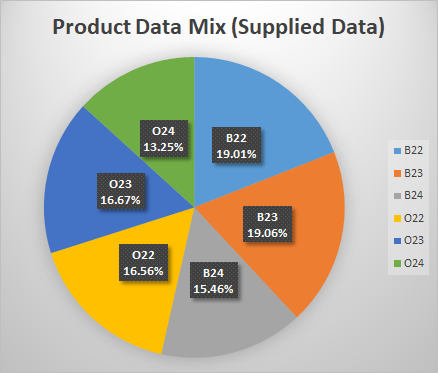 Product Data Mix (Supplied Data)
O24
13.25%
B22
19.01%
O23
16.67%
B23
19.06%
O22
16.56%
B24
15.46%
B22
B23
B24
O22
O23
O24